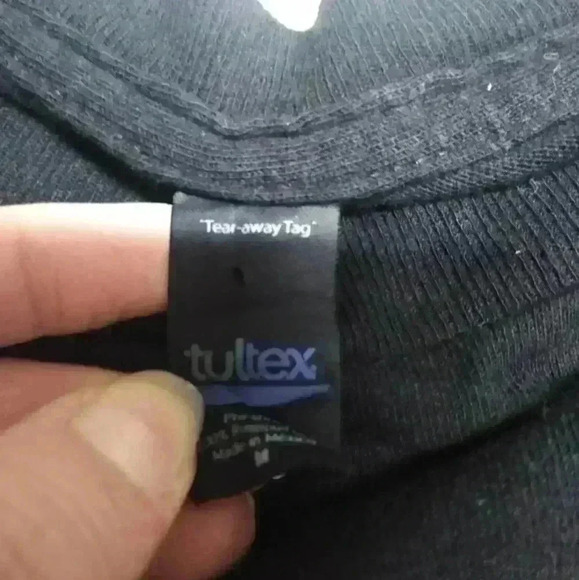 "Tear-away Tag"
tultex
Made in Mexico
M